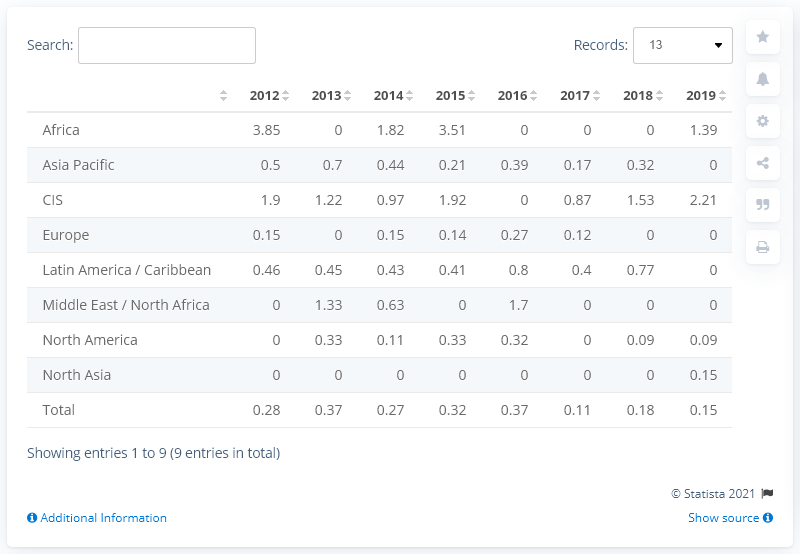 Search: Records: 13
2012 2013 2014 2015 2016 2017 2018 2019
Africa 3.85 0 1.82 3.51 0 0 0 1.39
Asia Pacific 0.5 0.7 0.44 0.21 0.39 0.17 0.32 0
CIS 1.9 1.22 0.97 1.92 0 0.87 1.53 2.21
Europe 0.15 0 0.15 0.14 0.27 0.12 0 0
Latin America / Caribbean 0.46 0.45 0.43 0.41 0.8 0.4 0.77 0
Middle East / North Africa 0 1.33 0.63 0 1.7 0 0 0
North America 0 0.33 0.11 0.33 0.32 0 0.09 0.09
North Asia 0 0 0 0 0 0 0 0.15
Total 0.28 0.37 0.27 0.32 0.37 0.11 0.18 0.15
Showing entries 1 to 9 (9 entries in total)
© Statista 2021
Additional Information Show source